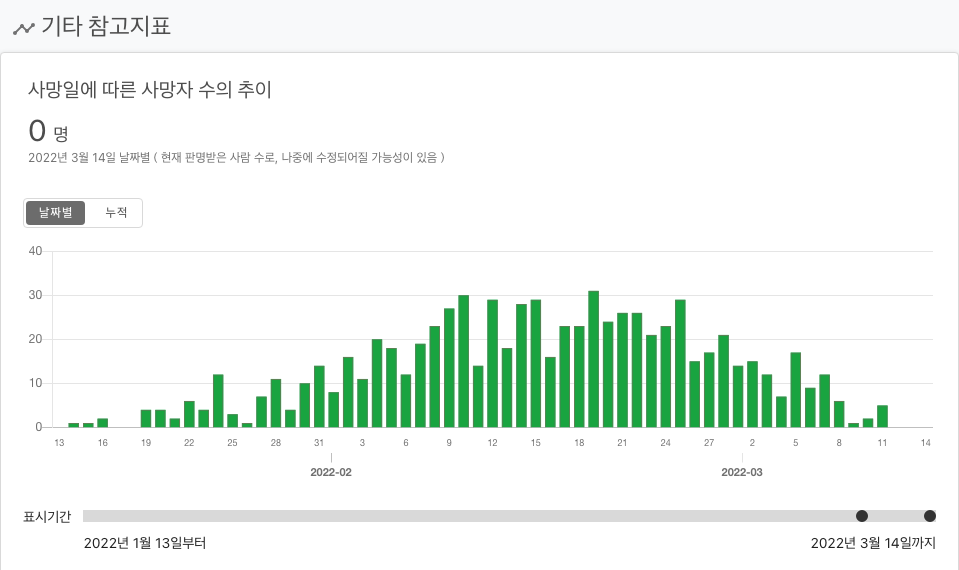 기타 참고지표
사망일에 따른 사망자 수의 추이
0 명
2022년 3월 14일 날짜별 ( 현재 판명받은 사람 수로, 나중에 수정되어질 가능성이 있음 )
날짜별 누적
40
30
20
10
0
13 16 19 22 25 28 31 3 6 9 12 15 18 21 24 27 2 5 8 11 14
2022-02 2022-03
표시기간
2022년 1월 13일부터 2022년 3월 14일까지